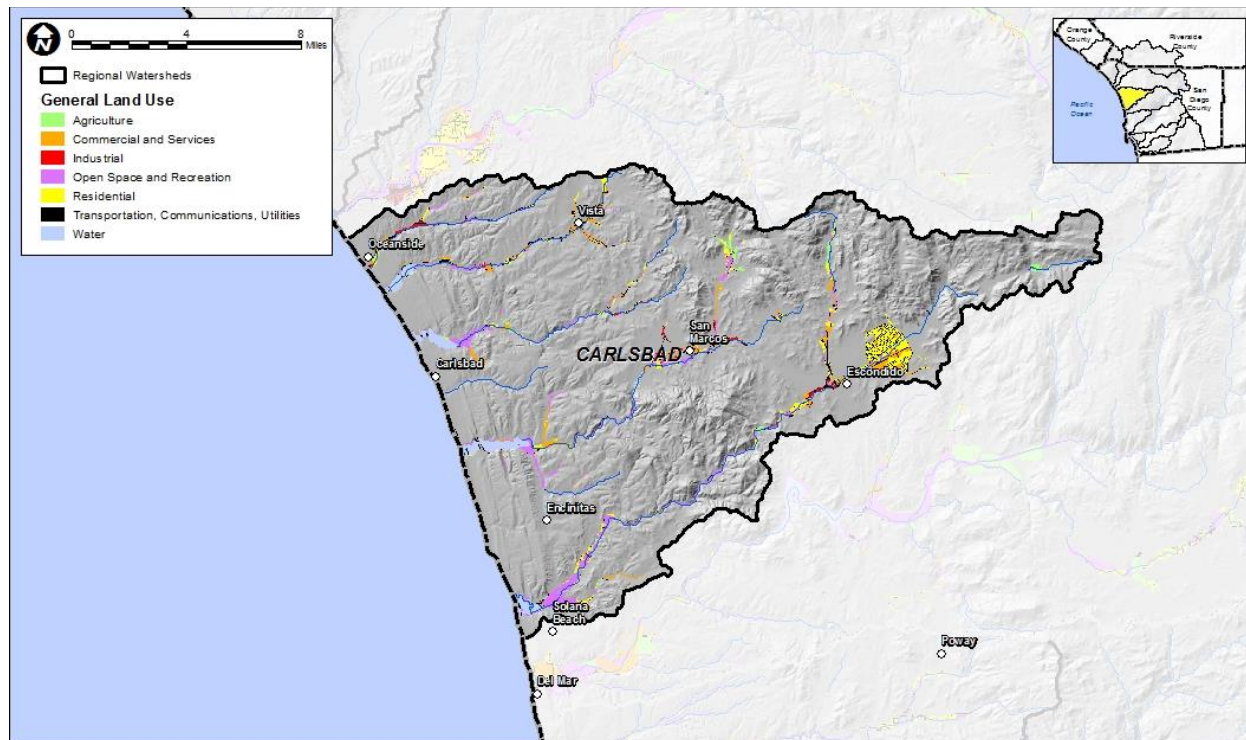 N
0 4 8
Miles
Regional Watersheds
General Land Use
Agriculture
Commercial and Services
Industrial
Open Space and Recreation
Residential
Transportation, Communications, Utilities
Water
Orange
County
Riverside
County
San
Diego
County
Pacific
Ocean
Vista
Oceanside
San
Marcos
CARLSBAD
Carlsbad
Escondido
Encinitas
Solana
Beach
Poway
Del Mar